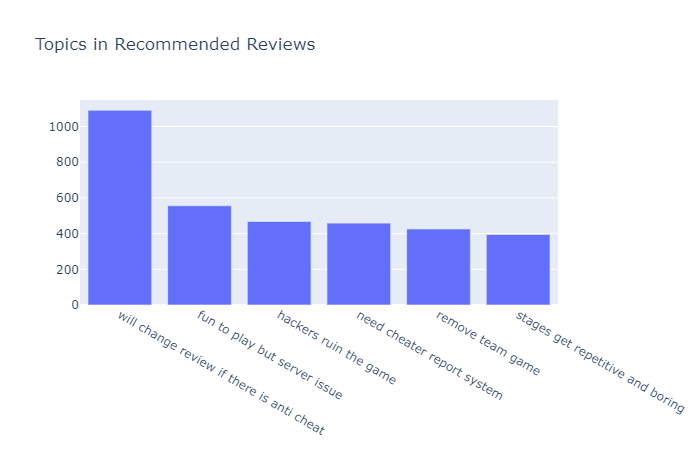 Topics in Recommended Reviews
1000
800
600
400
200
0
will change review if there is anti cheat
fun to play but server issue
hackers ruin the game
need cheater report system
remove team game
stages get repetitive and boring